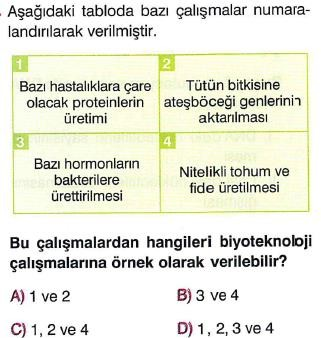 Aşağıdaki tabloda bazı çalışmalar numara-
landırılarak verilmiştir.
1
Bazı hastalıklara çare
olacak proteinlerin
üretimi
2
Tütün bitkisine
ateşböceği genlerinin
aktarılması
3
Bazı hormonların
bakterilere
ürettirilmesi
4
Nitelikli tohum ve
fide üretilmesi
Bu çalışmalardan hangileri biyoteknoloji
çalışmalarına örnek olarak verilebilir?
A) 1 ve 2
B) 3 ve 4
C) 1, 2 ve 4
D) 1, 2, 3 ve 4